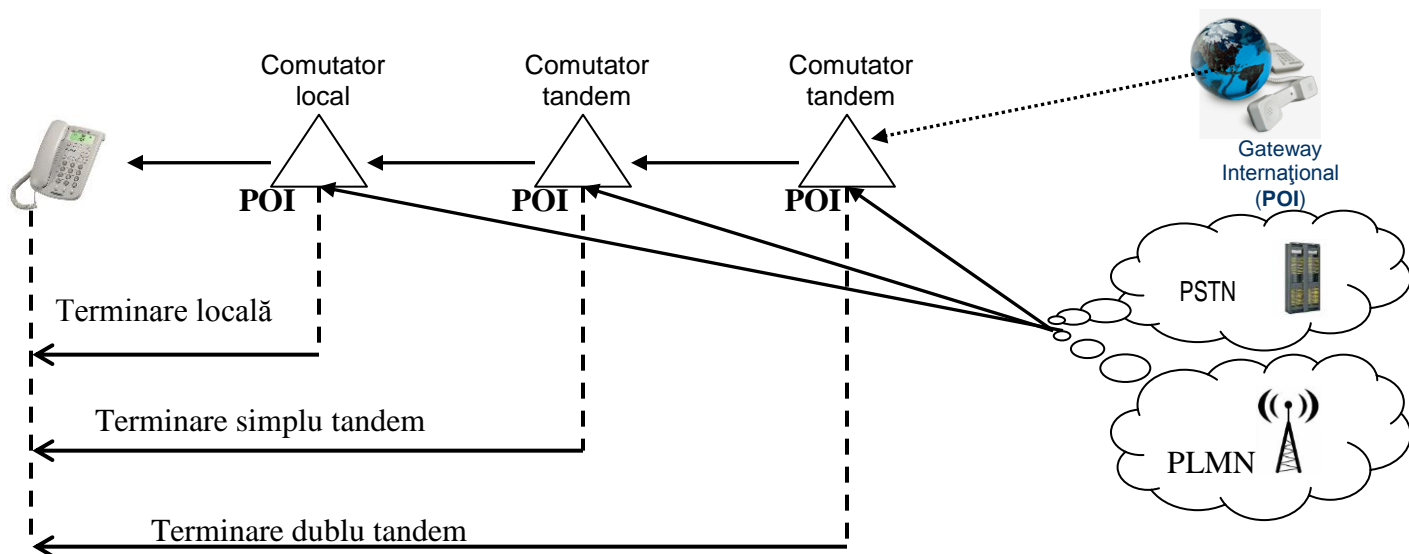 Comutator
local
Comutator
tandem
Comutator
tandem
Gateway
Internaţional
(POI)
POI
POI
POI
PSTN
Terminare locală
Terminare simplu tandem
PLMN
Terminare dublu tandem